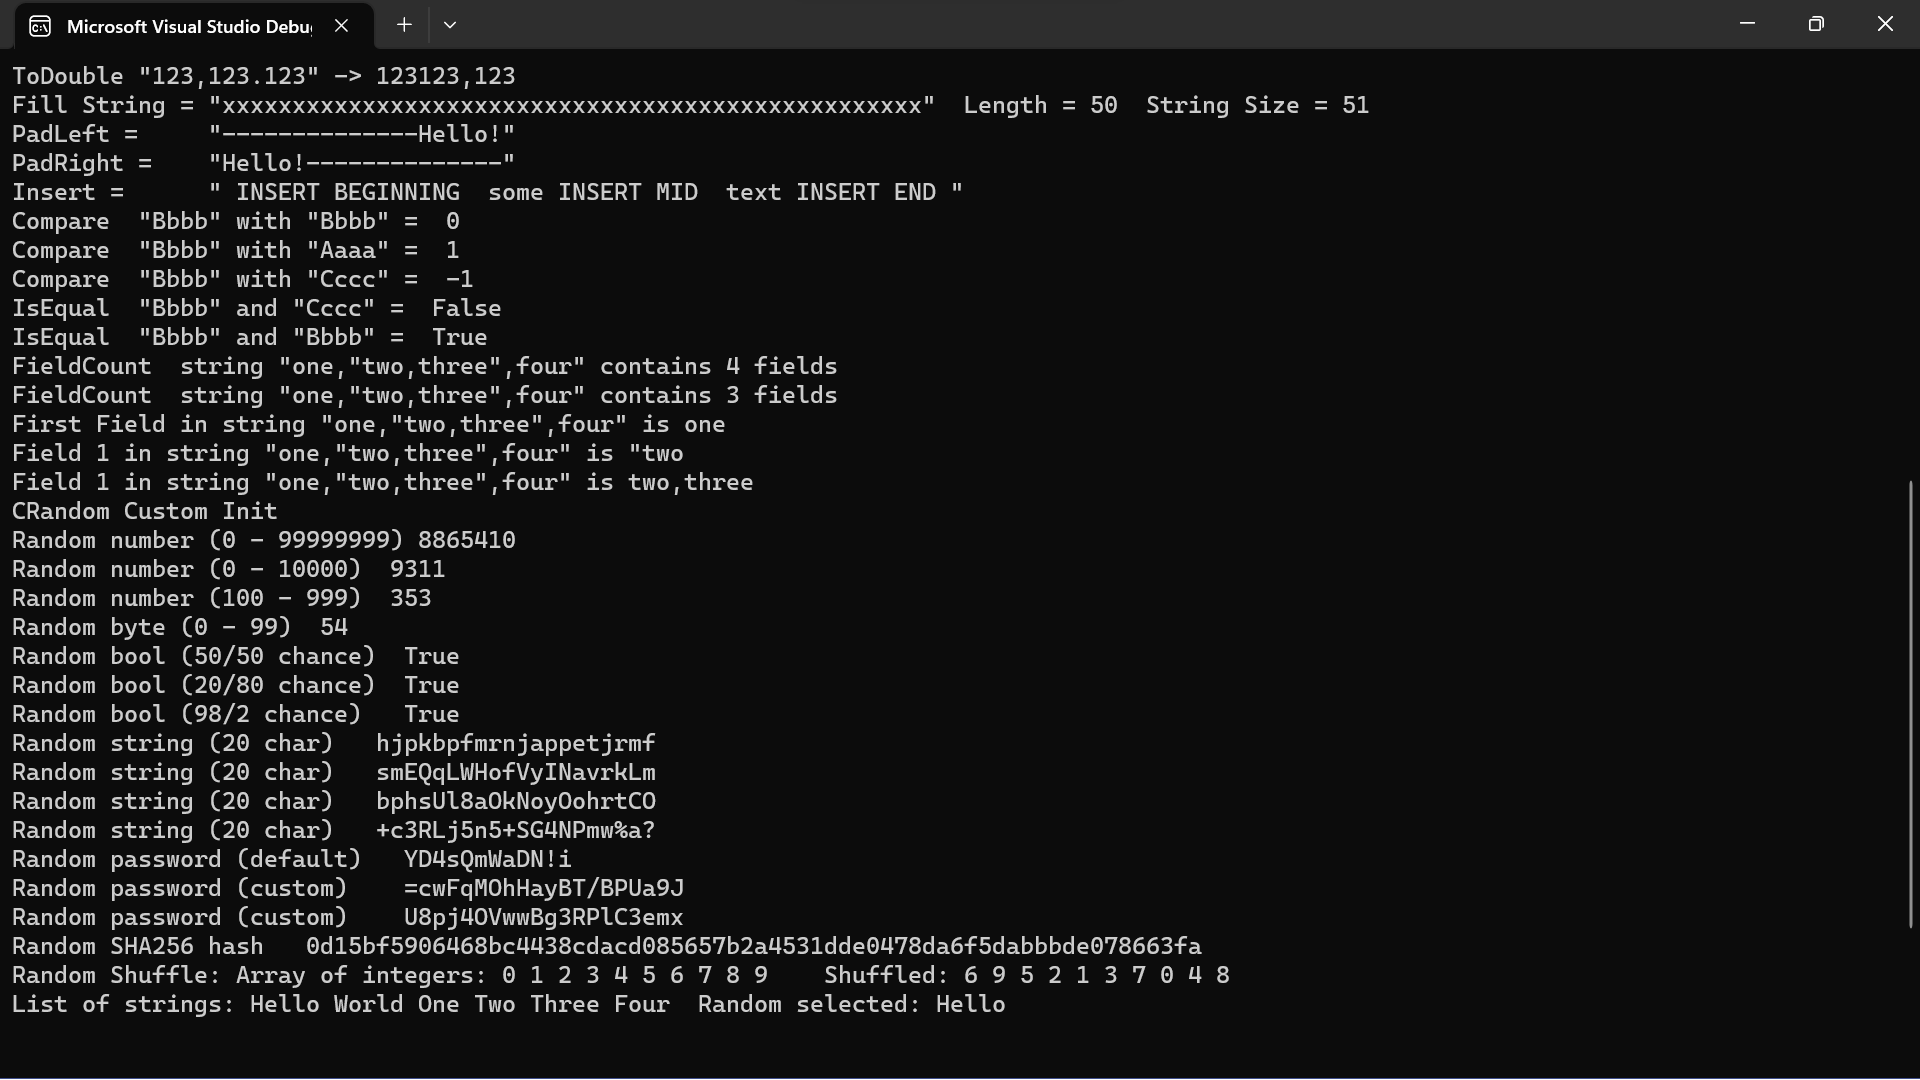 Microsoft Visual Studio Debu
ToDouble "123,123.123" -> 123123,123
Fill String = "xxxxxxxxxxxxxxxxxxxxxxxxxxxxxxxxxxxxxxxxxxxxxxxxxx"  Length = 50  String Size = 51
PadLeft =     "--------------Hello!"
PadRight =    "Hello!--------------"
Insert =      " INSERT BEGINNING  some INSERT MID  text INSERT END "
Compare  "Bbbb" with "Bbbb" =  0
Compare  "Bbbb" with "Aaaa" =  1
Compare  "Bbbb" with "Cccc" =  -1
IsEqual  "Bbbb" and "Cccc" =  False
IsEqual  "Bbbb" and "Bbbb" =  True
FieldCount  string "one,"two,three",four" contains 4 fields
FieldCount  string "one,"two,three",four" contains 3 fields
First Field in string "one,"two,three",four" is one
Field 1 in string "one,"two,three",four" is "two
Field 1 in string "one,"two,three",four" is two,three
CRandom Custom Init
Random number (0 - 99999999) 8865410
Random number (0 - 10000)  9311
Random number (100 - 999)  353
Random byte (0 - 99)  54
Random bool (50/50 chance)  True
Random bool (20/80 chance)  True
Random bool (98/2 chance)   True
Random string (20 char)   hjpkbpfmrnjappetjrmf
Random string (20 char)   smEQqLWHofVyINavrkLm
Random string (20 char)   bphsUl8aOkNoyOohrtCO
Random string (20 char)   +c3RLj5n5+SG4NPmw%a?
Random password (default)   YD4sQmWaDN!i
Random password (custom)    =cwFqMOhHayBT/BPUa9J
Random password (custom)    U8pj4OVwwBg3RPlC3emx
Random SHA256 hash   0d15bf5906468bc4438cdacd085657b2a4531dde0478da6f5dabbbde078663fa
Random Shuffle: Array of integers: 0 1 2 3 4 5 6 7 8 9    Shuffled: 6 9 5 2 1 3 7 0 4 8
List of strings: Hello World One Two Three Four  Random selected: Hello